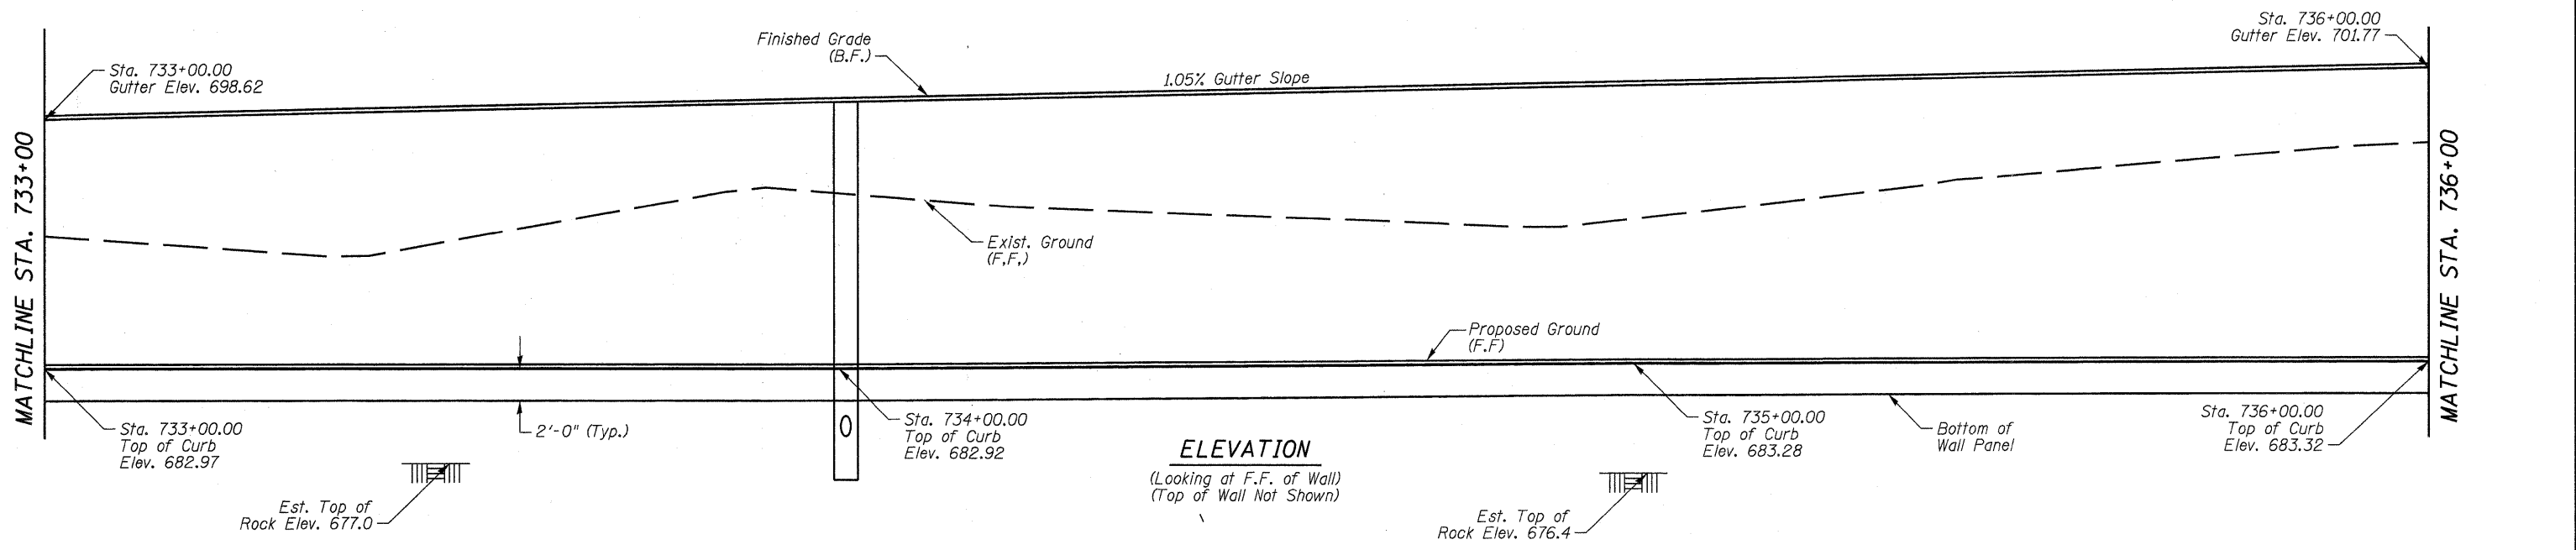 Sta. 736+00.00
Gutter Elev. 701.77
Finished Grade
(B.F.)
Sta. 733+00.00
Gutter Elev. 698.62
1.05% Gutter Slope
MATCHLINE STA. 733+00
MATCHLINE STA. 736+00
Exist. Ground
(F,F,)
Proposed Ground
(F.F)
Sta. 733+00.00
Top of Curb
Elev. 682.97
2'-0" (Typ.)
0
Sta. 734+00.00
Top of Curb
Elev. 682.92
Sta. 735+00.00
Top of Curb
Elev. 683.28
Bottom of
Wall Panel
Sta. 736+00.00
Top of Curb
Elev. 683.32
ELEVATION
(Looking at F.F. of Wall)
(Top of Wall Not Shown)
Est. Top of
Rock Elev. 677.0
Est. Top of
Rock Elev. 676.4